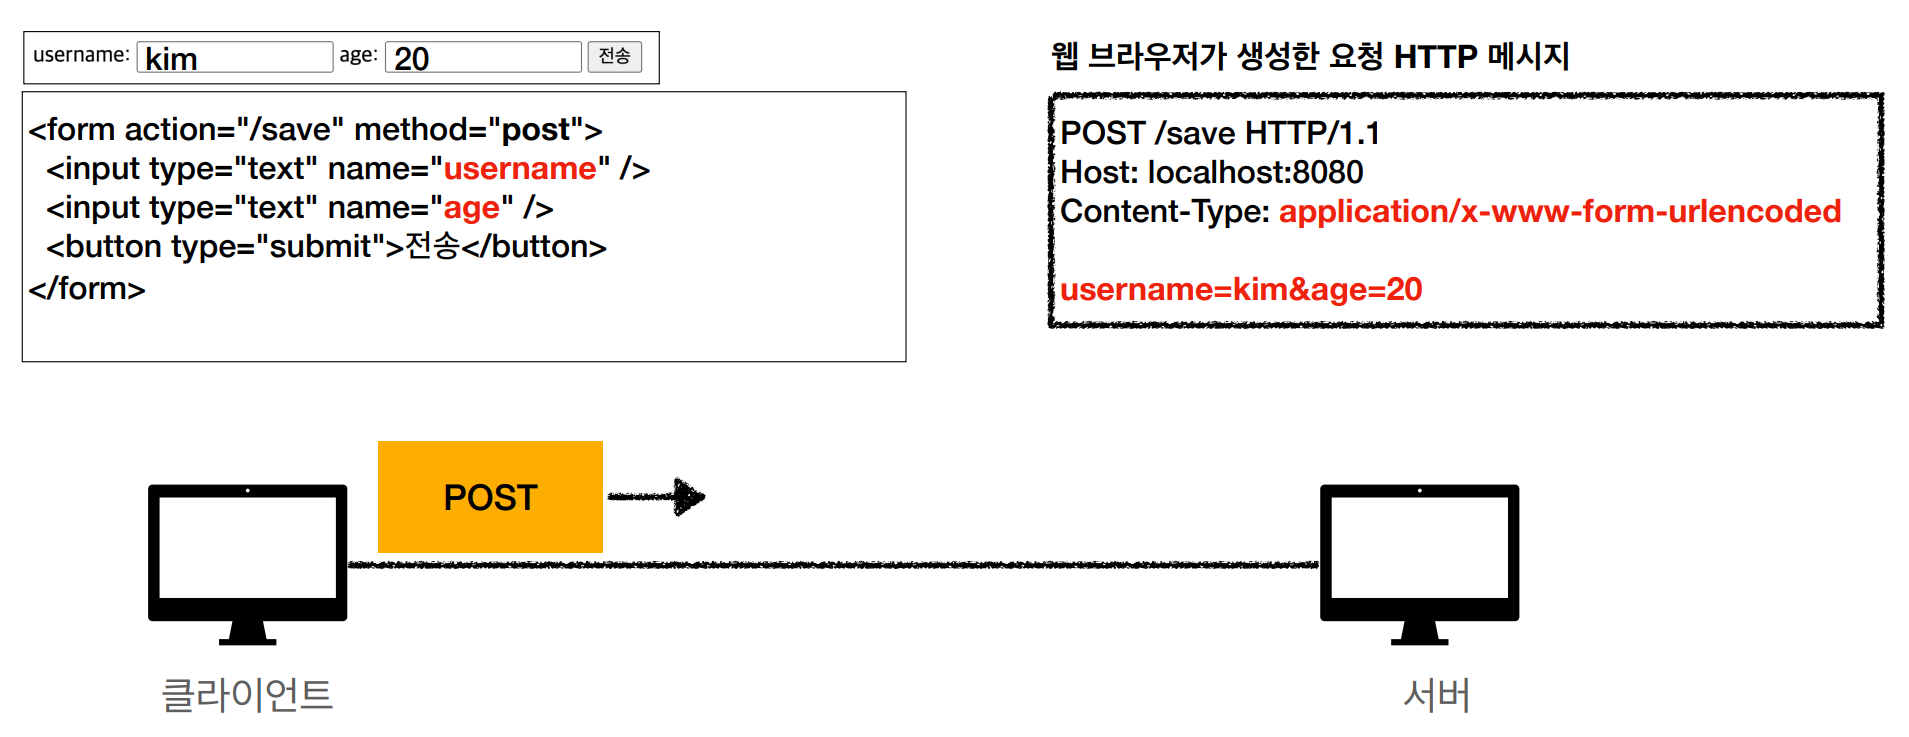 username: kim age: 20 전송
<form action="/save" method="post">
<input type="text" name="username" />
<input type="text" name="age" />
<button type="submit">전송</button>
</form>
웹 브라우저가 생성한 요청 HTTP 메시지
POST /save HTTP/1.1
Host: localhost:8080
Content-Type: application/x-www-form-urlencoded
username=kim&age=20
POST
클라이언트
서버